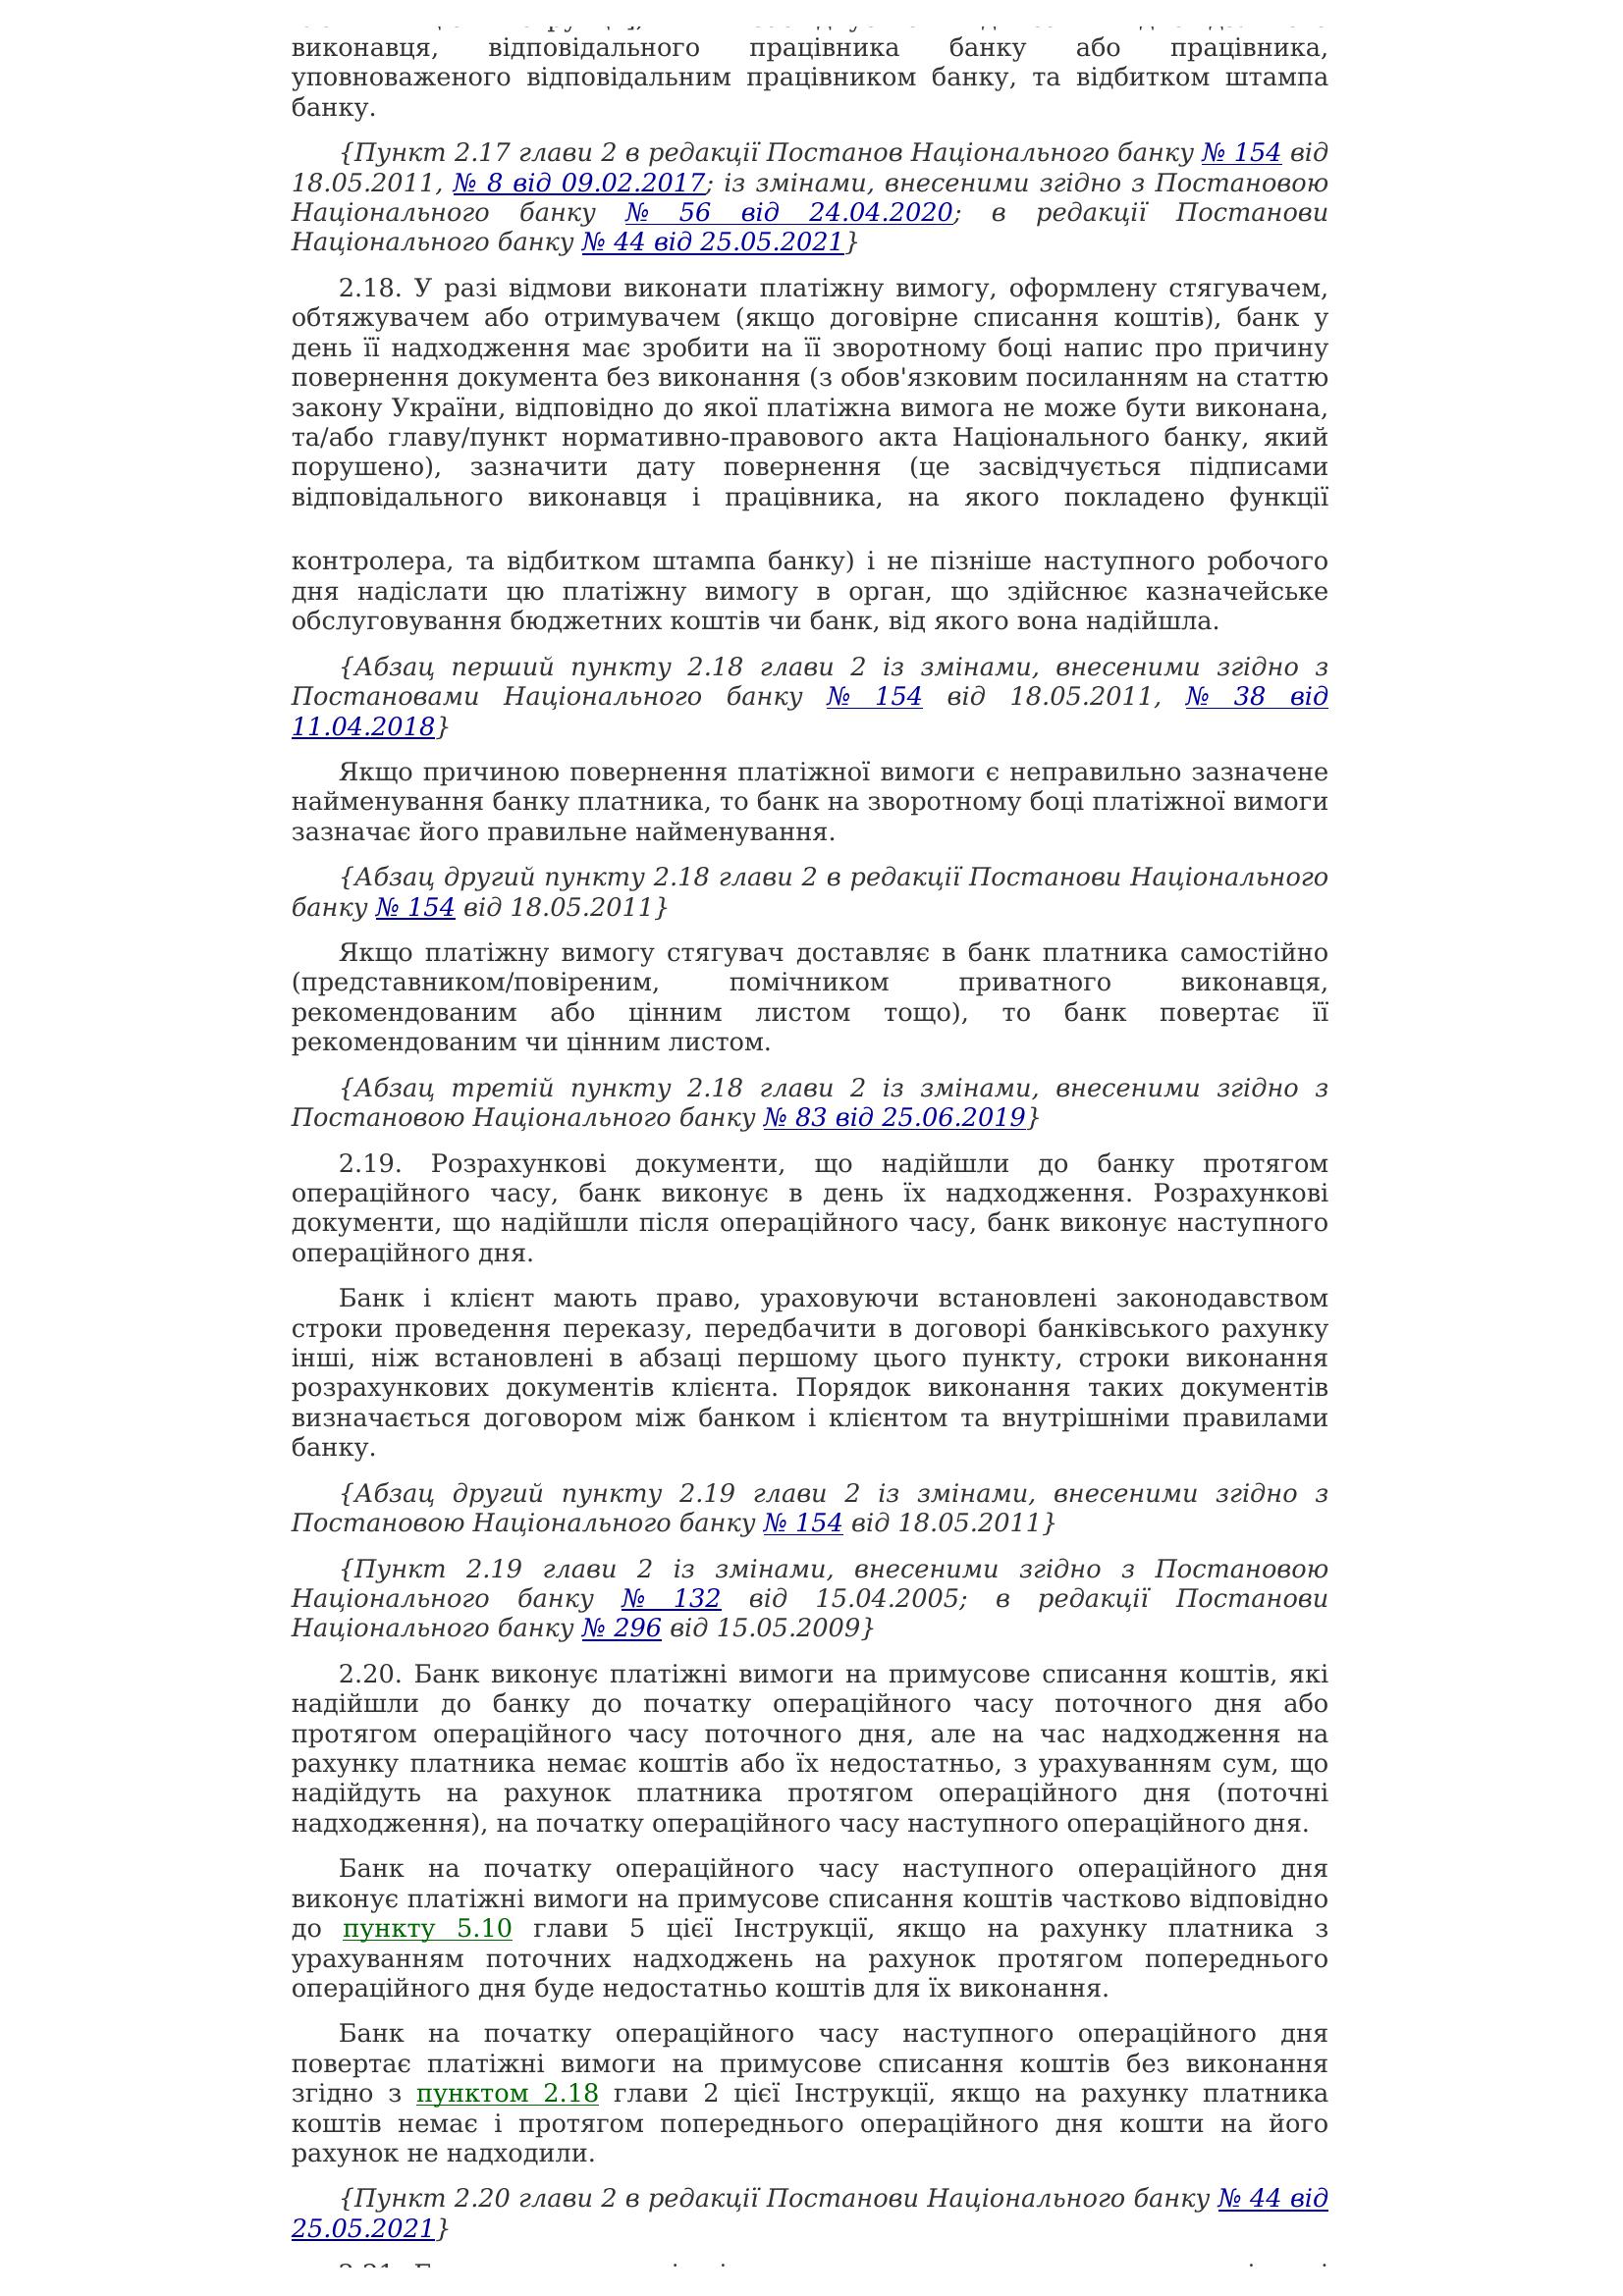 виконавця, відповідального працівника банку або працівника,
уповноваженого відповідальним працівником банку, та відбитком штампа
банку.
{Пункт 2.17 глави 2 в редакції Постанов Національного банку № 154 від
18.05.2011, № 8 від 09.02.2017; із змінами, внесеними згідно з Постановою
Національного банку № 56 від 24.04.2020; в редакції Постанови
Національного банку № 44 від 25.05.2021}
2.18. У разі відмови виконати платіжну вимогу, оформлену стягувачем,
обтяжувачем або отримувачем (якщо договірне списання коштів), банк у
день її надходження має зробити на її зворотному боці напис про причину
повернення документа без виконання (з обов'язковим посиланням на статтю
закону України, відповідно до якої платіжна вимога не може бути виконана,
та/або главу/пункт нормативно-правового акта Національного банку, який
порушено), зазначити дату повернення (це засвідчується підписами
відповідального виконавця і працівника, на якого покладено функції
контролера, та відбитком штампа банку) і не пізніше наступного робочого
дня надіслати цю платіжну вимогу в орган, що здійснює казначейське
обслуговування бюджетних коштів чи банк, від якого вона надійшла.
{Абзац перший пункту 2.18 глави 2 із змінами, внесеними згідно з
Постановами Національного банку № 154 від 18.05.2011, № 38 від
11.04.2018}
Якщо причиною повернення платіжної вимоги є неправильно зазначене
найменування банку платника, то банк на зворотному боці платіжної вимоги
зазначає його правильне найменування.
{Абзац другий пункту 2.18 глави 2 в редакції Постанови Національного
банку № 154 від 18.05.2011}
Якщо платіжну вимогу стягувач доставляє в банк платника самостійно
(представником/повіреним, помічником приватного виконавця,
рекомендованим або цінним листом тощо), то банк повертає її
рекомендованим чи цінним листом.
{Абзац третій пункту 2.18 глави 2 із змінами, внесеними згідно з
Постановою Національного банку № 83 від 25.06.2019}
2.19. Розрахункові документи, що надійшли до банку протягом
операційного часу, банк виконує в день їх надходження. Розрахункові
документи, що надійшли після операційного часу, банк виконує наступного
операційного дня.
Банк і клієнт мають право, ураховуючи встановлені законодавством
строки проведення переказу, передбачити в договорі банківського рахунку
інші, ніж встановлені в абзаці першому цього пункту, строки виконання
розрахункових документів клієнта. Порядок виконання таких документів
визначається договором між банком і клієнтом та внутрішніми правилами
банку.
{Абзац другий пункту 2.19 глави 2 із змінами, внесеними згідно з
Постановою Національного банку № 154 від 18.05.2011}
{Пункт 2.19 глави 2 із змінами, внесеними згідно з Постановою
Національного банку № 132 від 15.04.2005; в редакції Постанови
Національного банку № 296 від 15.05.2009}
2.20. Банк виконує платіжні вимоги на примусове списання коштів, які
надійшли до банку до початку операційного часу поточного дня або
протягом операційного часу поточного дня, але на час надходження на
рахунку платника немає коштів або їх недостатньо, з урахуванням сум, що
надійдуть на рахунок платника протягом операційного дня (поточні
надходження), на початку операційного часу наступного операційного дня.
Банк на початку операційного часу наступного операційного дня
виконує платіжні вимоги на примусове списання коштів частково відповідно
до пункту 5.10 глави 5 цієї Інструкції, якщо на рахунку платника з
урахуванням поточних надходжень на рахунок протягом попереднього
операційного дня буде недостатньо коштів для їх виконання.
Банк на початку операційного часу наступного операційного дня
повертає платіжні вимоги на примусове списання коштів без виконання
згідно з пунктом 2.18 глави 2 цієї Інструкції, якщо на рахунку платника
коштів немає і протягом попереднього операційного дня кошти на його
рахунок не надходили.
{Пункт 2.20 глави 2 в редакції Постанови Національного банку № 44 від
25.05.2021}